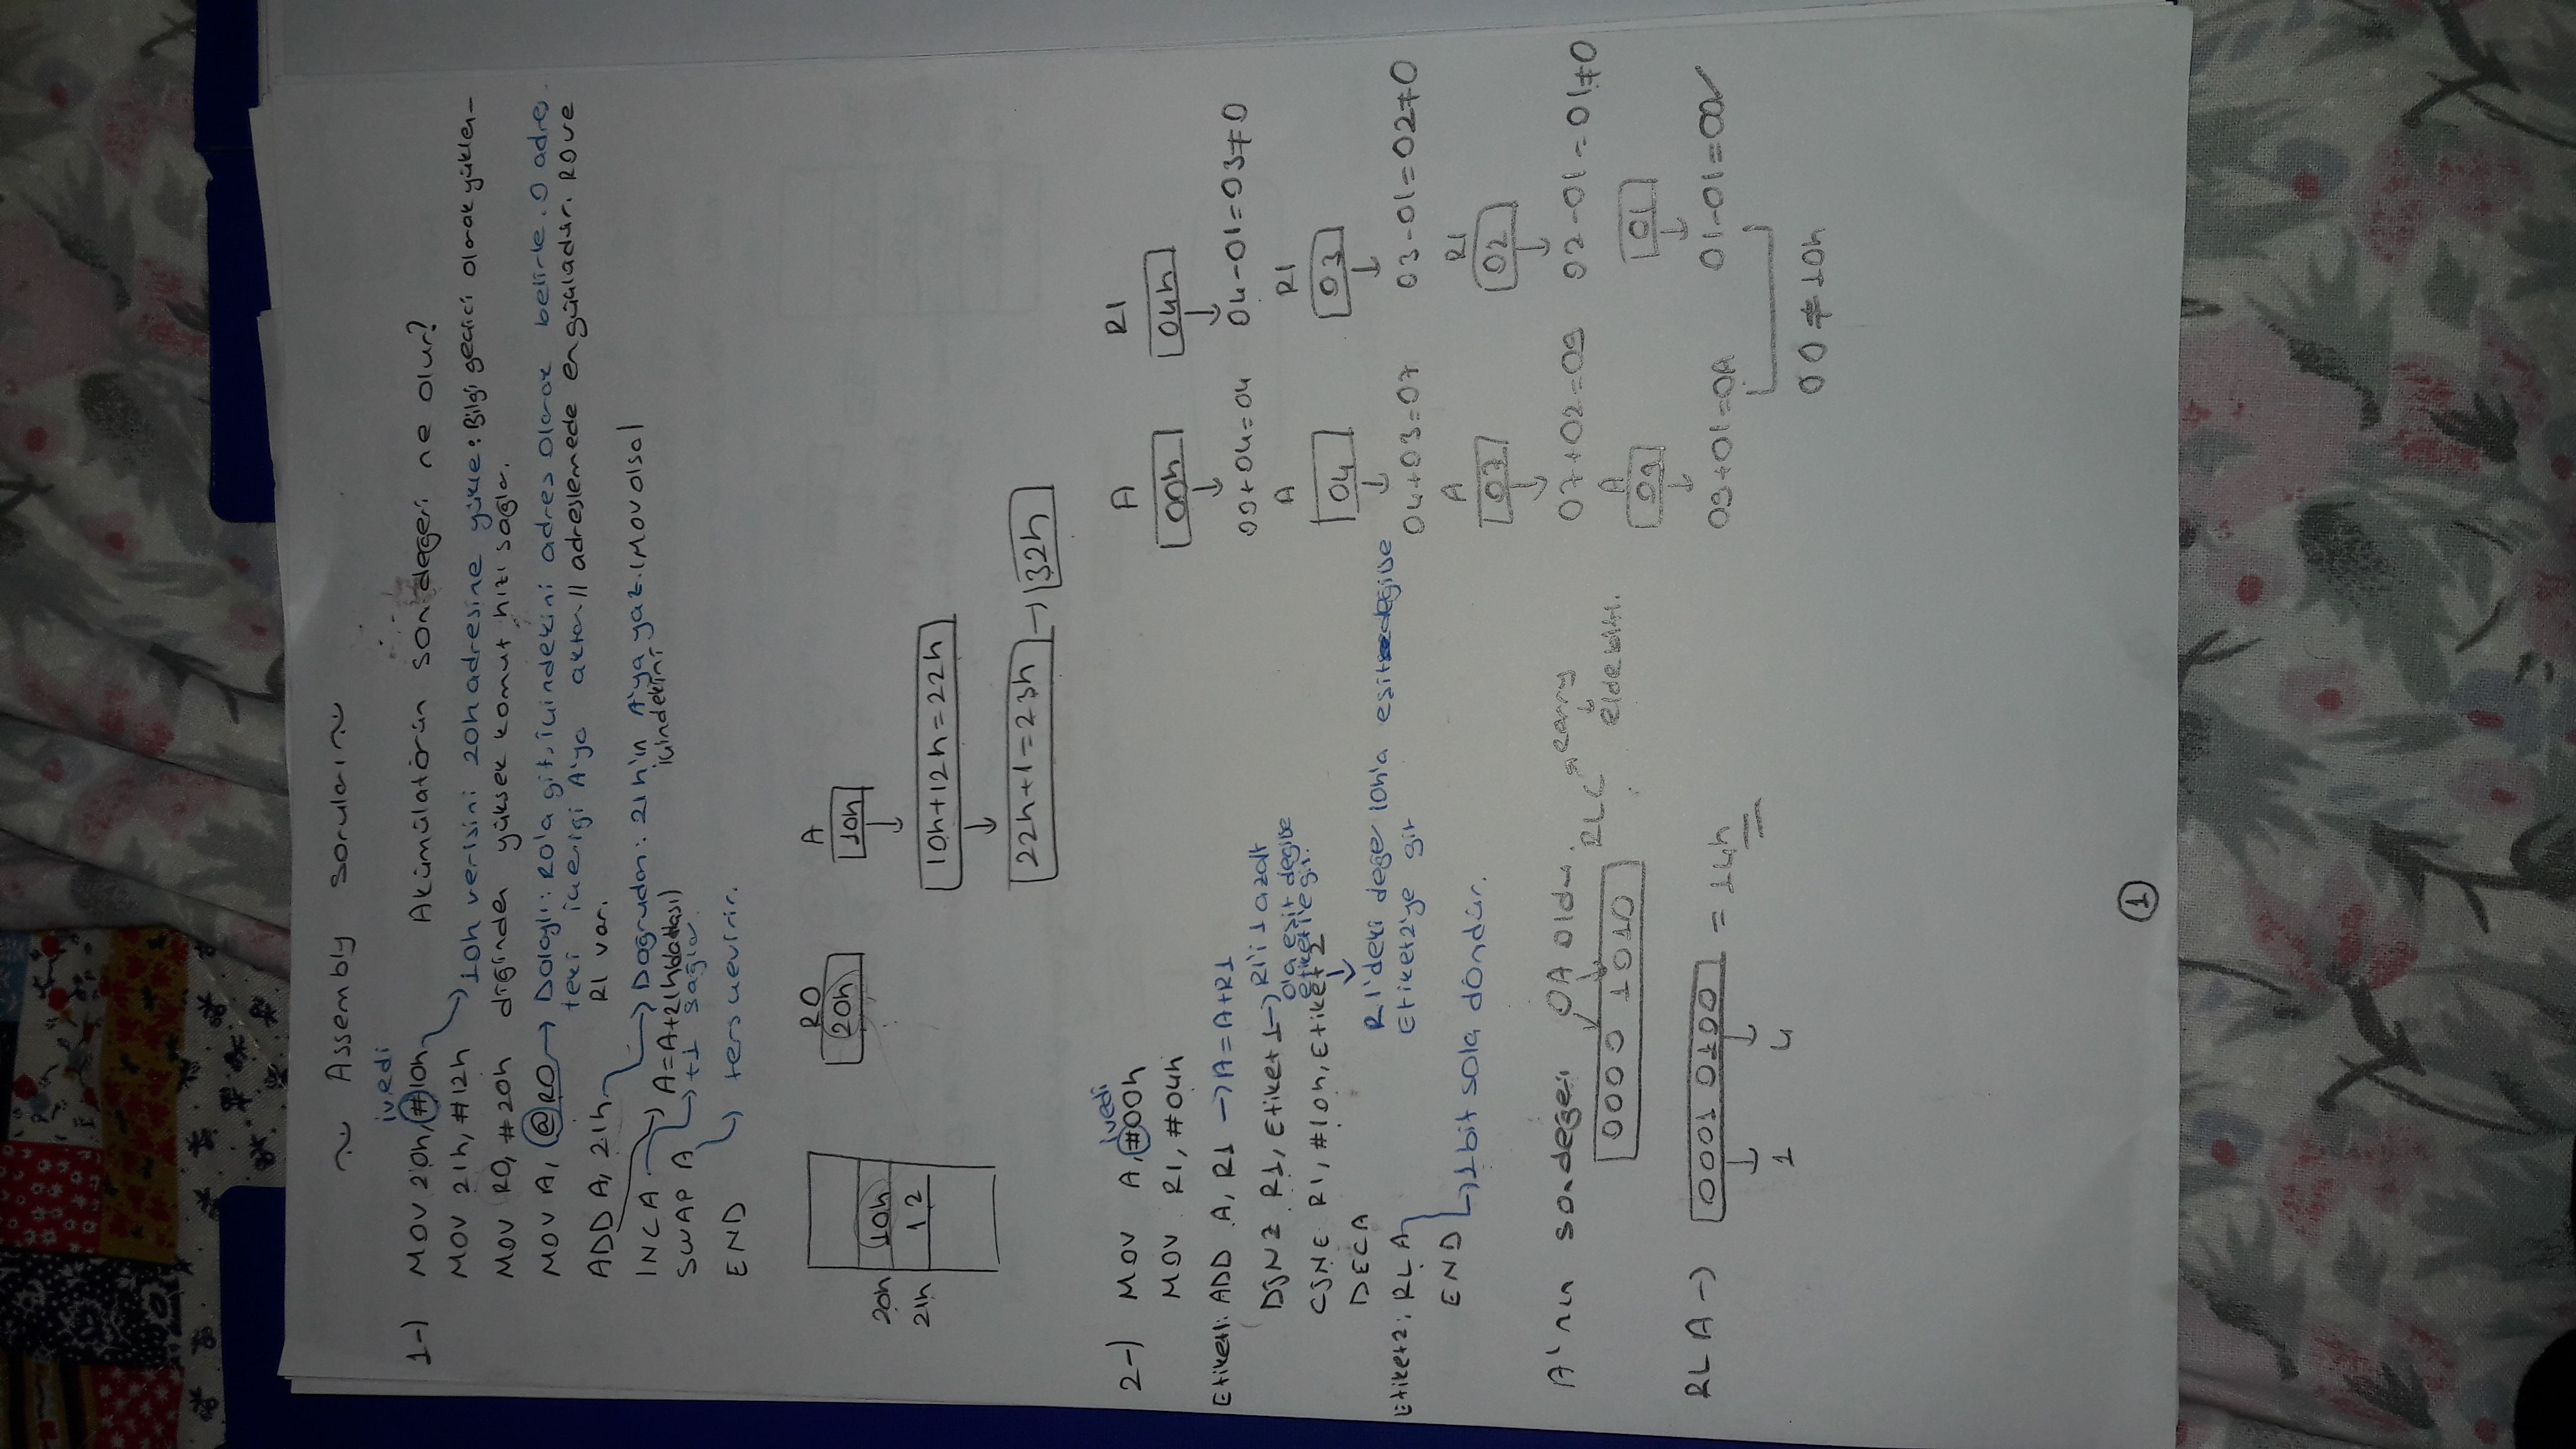 ~ Assembly soruları ~
ivedi
1-) MOV 20h, #10h Akümülatörün son değeri ne olur?
MOV 21h, #12h → 10h verisini 20h adresine yükle: Bilgi geçici olarak yüklen-
MOV R0, #20h diğinden yüksek komut hızı sağlar.
MOV A, @R0 → Dolaylı: R0'a git, içindekini adres olarak belirle. O adres
teki içeriği A'ya aktar // adreslemede en güçlüdür. R0 ve
ADD A, 21h R1 var.
→ Doğrudan: 21h'ın A'ya yaz. (MOV olsa)
içindekini
INC A → A=A+21h(datası)
SWAP A → +1 sağlar.
END → ters çevirir.
R0 A
20h 10h
20h 10h
21h 12
10h+12h=22h
22h+1=23h → 32h
ivedi
2-) MOV A, #00h
MOV R1, #04h
Etiket1: ADD A, R1 → A=A+R1
DJNZ R1, Etiket1 → R1'i 1 azalt
0'a eşit değilse
etiket1'e git.
CJNE R1, #10h, Etiket2
DEC A
R1'deki değer 10h'a eşit değilse
Etiket2'ye git
Etiket2: RL A
END
→ 1 bit sola döndür.
A'nın son değeri 0A oldu.
RLC → carry
elde biti.
0000 1010
RL A → 0001 0100 = 14h
1 4
A R1
00h 04h
00+04=04 04-01=03≠0
A R1
04 03
04+03=07 03-01=02≠0
A R1
07 02
07+02=09 02-01=01≠0
A
09 01
09+01=0A 01-01=00✓
00≠10h
1